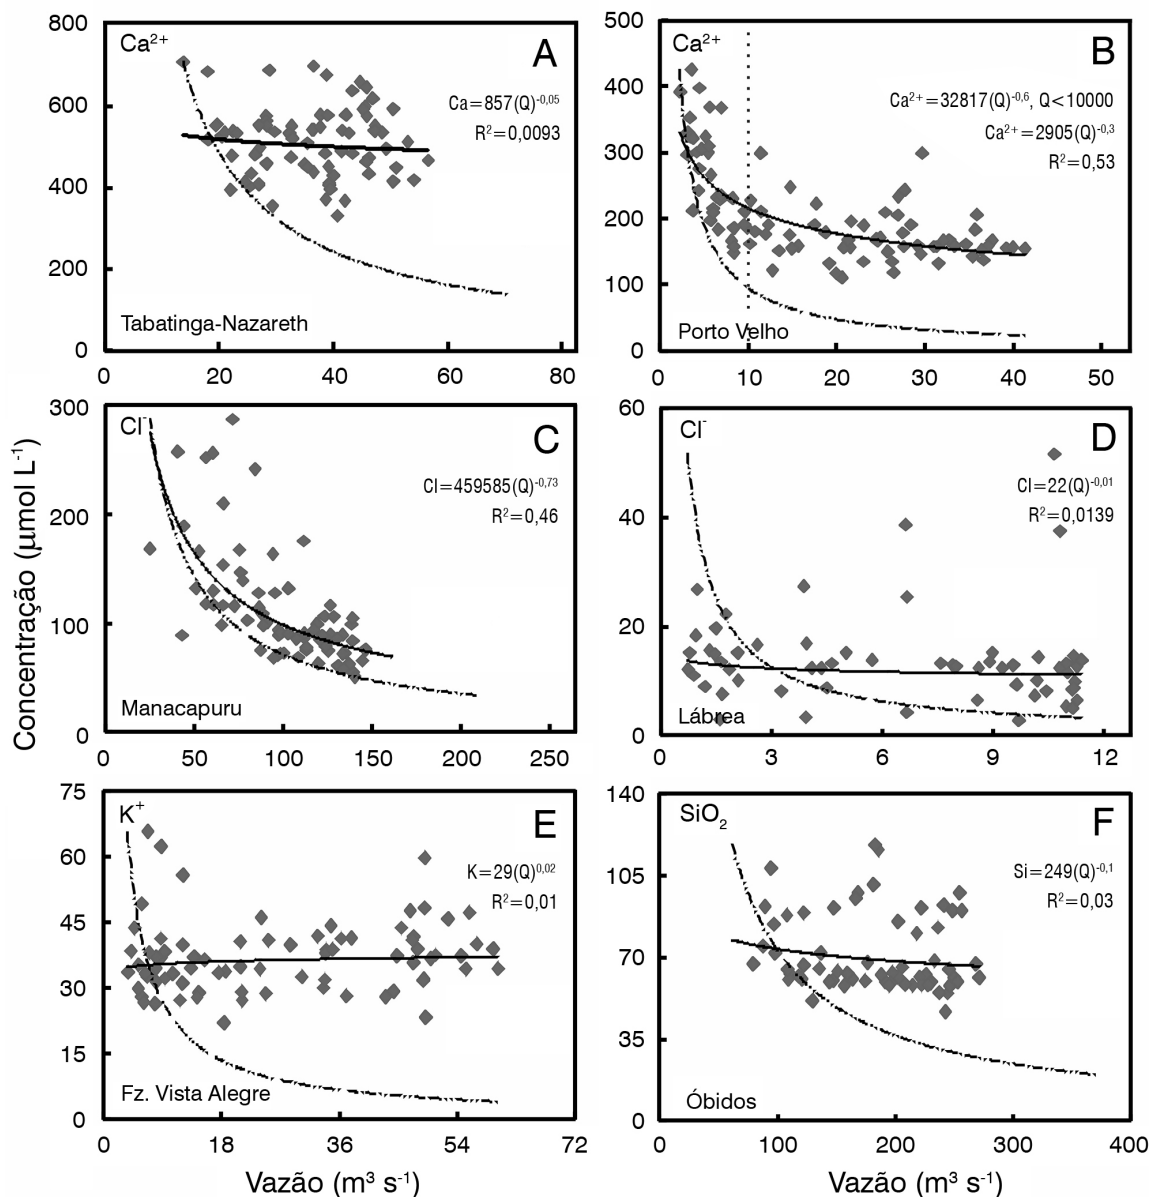 Concentração (µmol L⁻¹)
800
600
400
200
0
Ca²⁺
A
Ca=857(Q)⁻⁰,⁰⁵
R²=0,0093
Tabatinga-Nazareth
0 20 40 60 80
500
400
300
200
100
0
Ca²⁺
B
Ca²⁺=32817(Q)⁻⁰,⁶, Q<10000
Ca²⁺=2905(Q)⁻⁰,³
R²=0,53
Porto Velho
0 10 20 30 40 50
300
200
100
0
Cl⁻
C
Cl=459585(Q)⁻⁰,⁷³
R²=0,46
Manacapuru
50 100 150 200 250
60
40
20
0
Cl⁻
D
Cl=22(Q)⁻⁰,⁰¹
R²=0,0139
Lábrea
0 3 6 9 12
75
60
45
30
15
0
K⁺
E
K=29(Q)⁰,⁰²
R²=0,01
Fz. Vista Alegre
0 18 36 54 72
Vazão (m³ s⁻¹)
140
105
70
35
0
SiO₂
F
Si=249(Q)⁻⁰,¹
R²=0,03
Óbidos
0 100 200 300 400
Vazão (m³ s⁻¹)